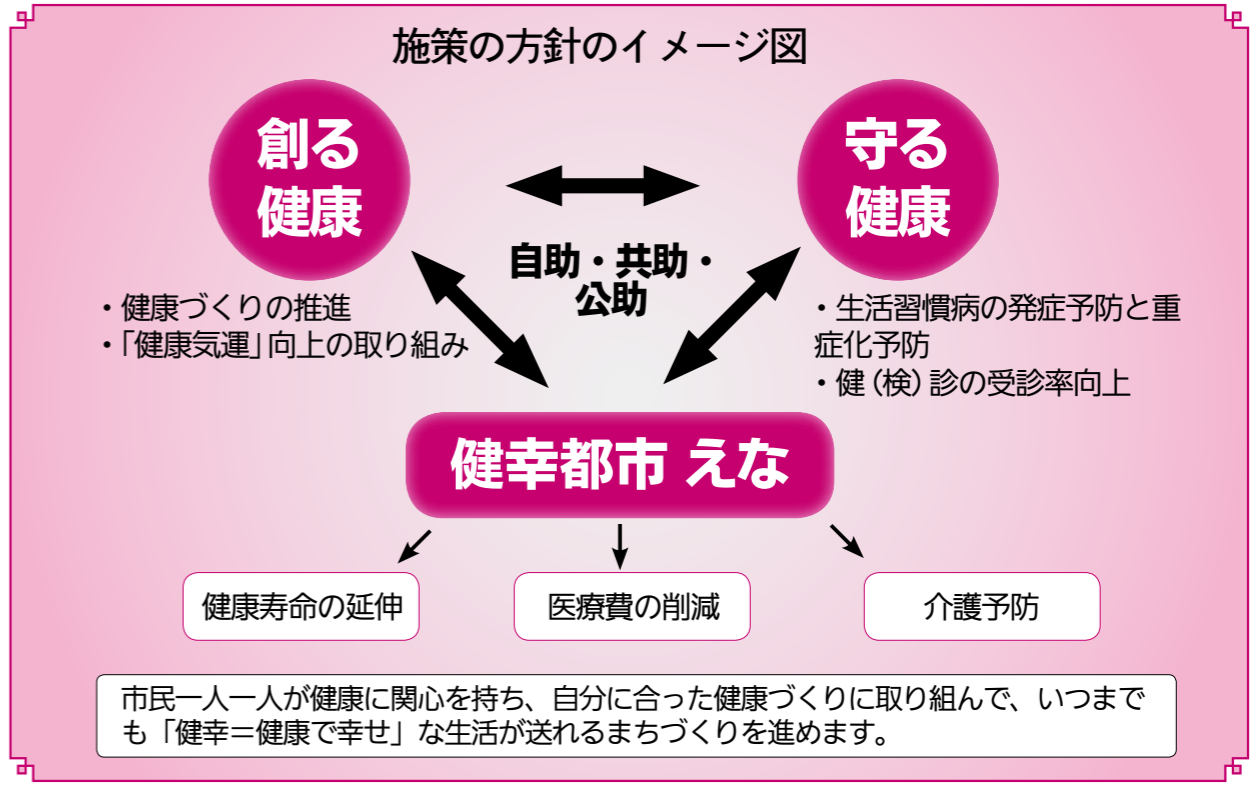 施策の方針のイメージ図
創る
健康
守る
健康
自助・共助・
公助
・健康づくりの推進
・「健康気運」向上の取り組み
・生活習慣病の発症予防と重
症化予防
・健（検）診の受診率向上
健幸都市 えな
健康寿命の延伸
医療費の削減
介護予防
市民一人一人が健康に関心を持ち、自分に合った健康づくりに取り組んで、いつまで
も「健幸＝健康で幸せ」な生活が送れるまちづくりを進めます。